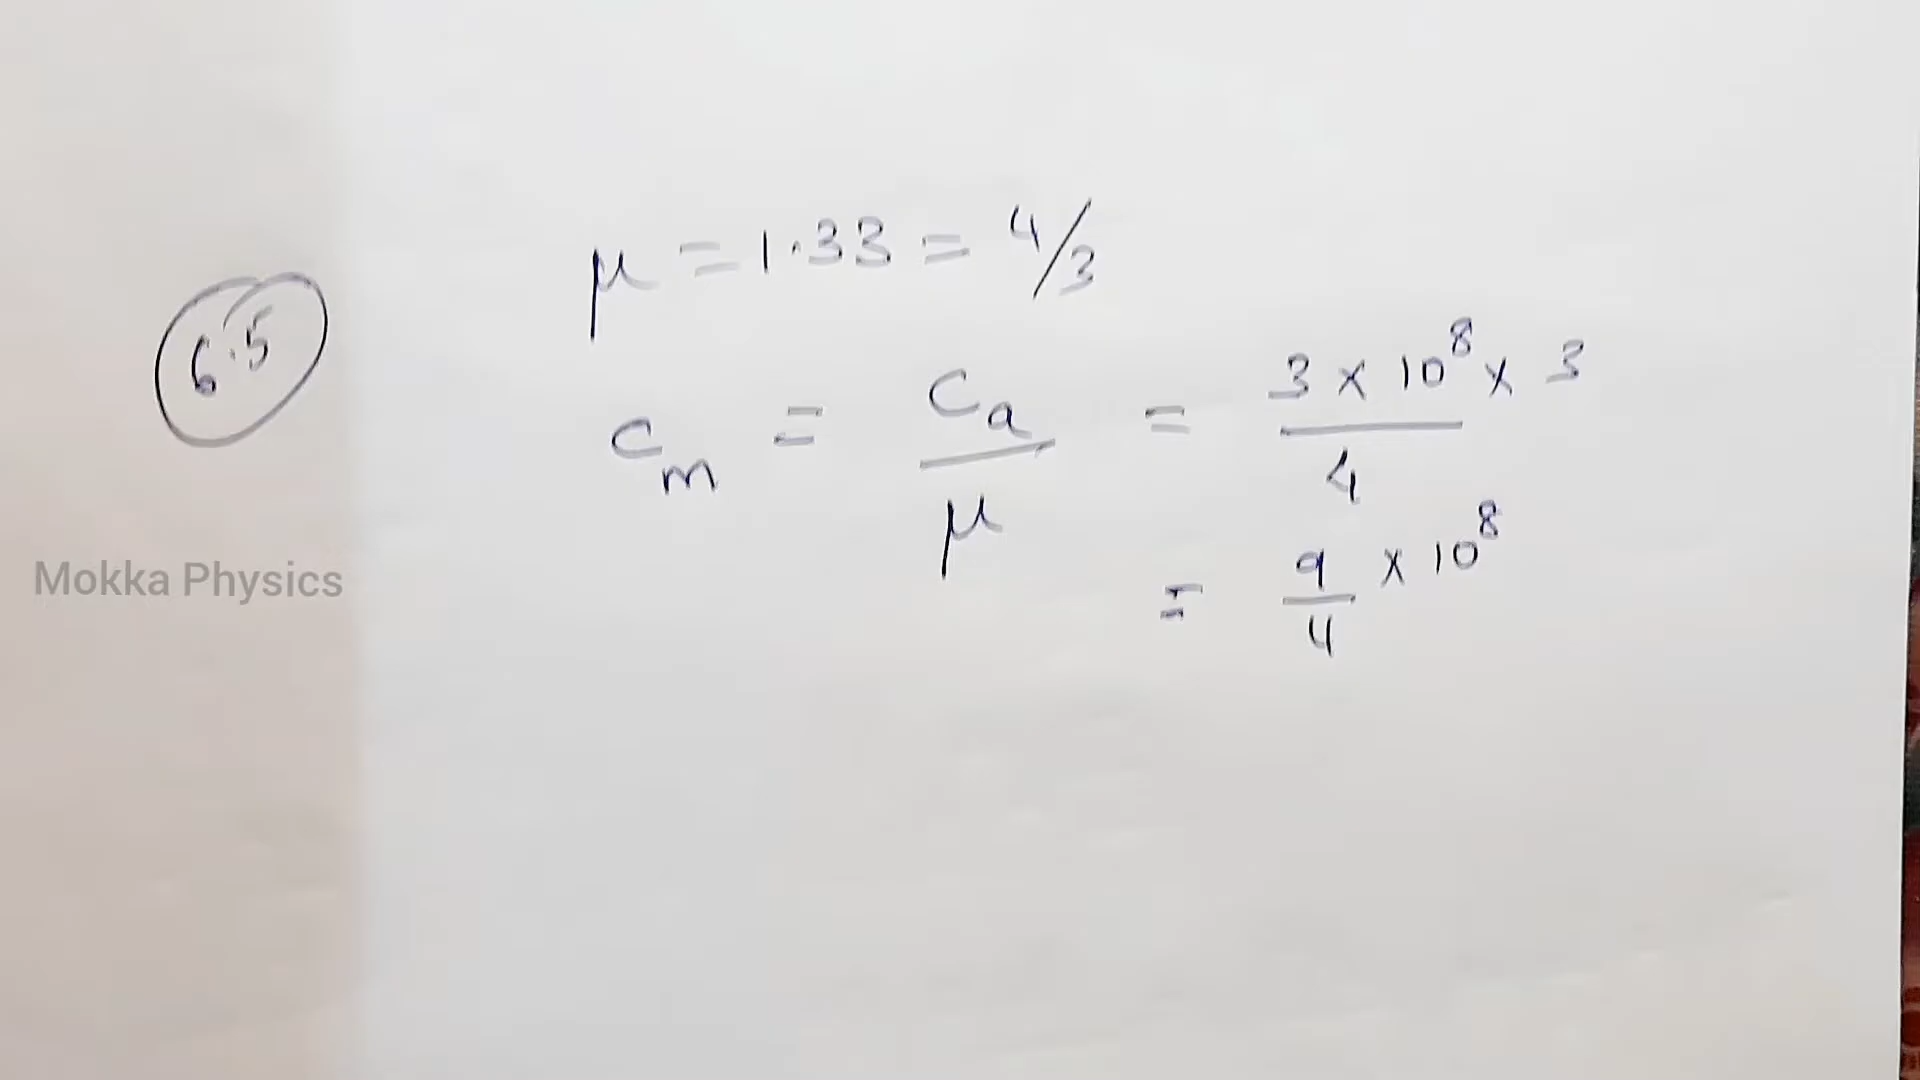 6.5
μ = 1.33 = 4/3
C_m = C_a / μ = 3 × 10^8 × 3 / 4
= 9/4 × 10^8
Mokka Physics